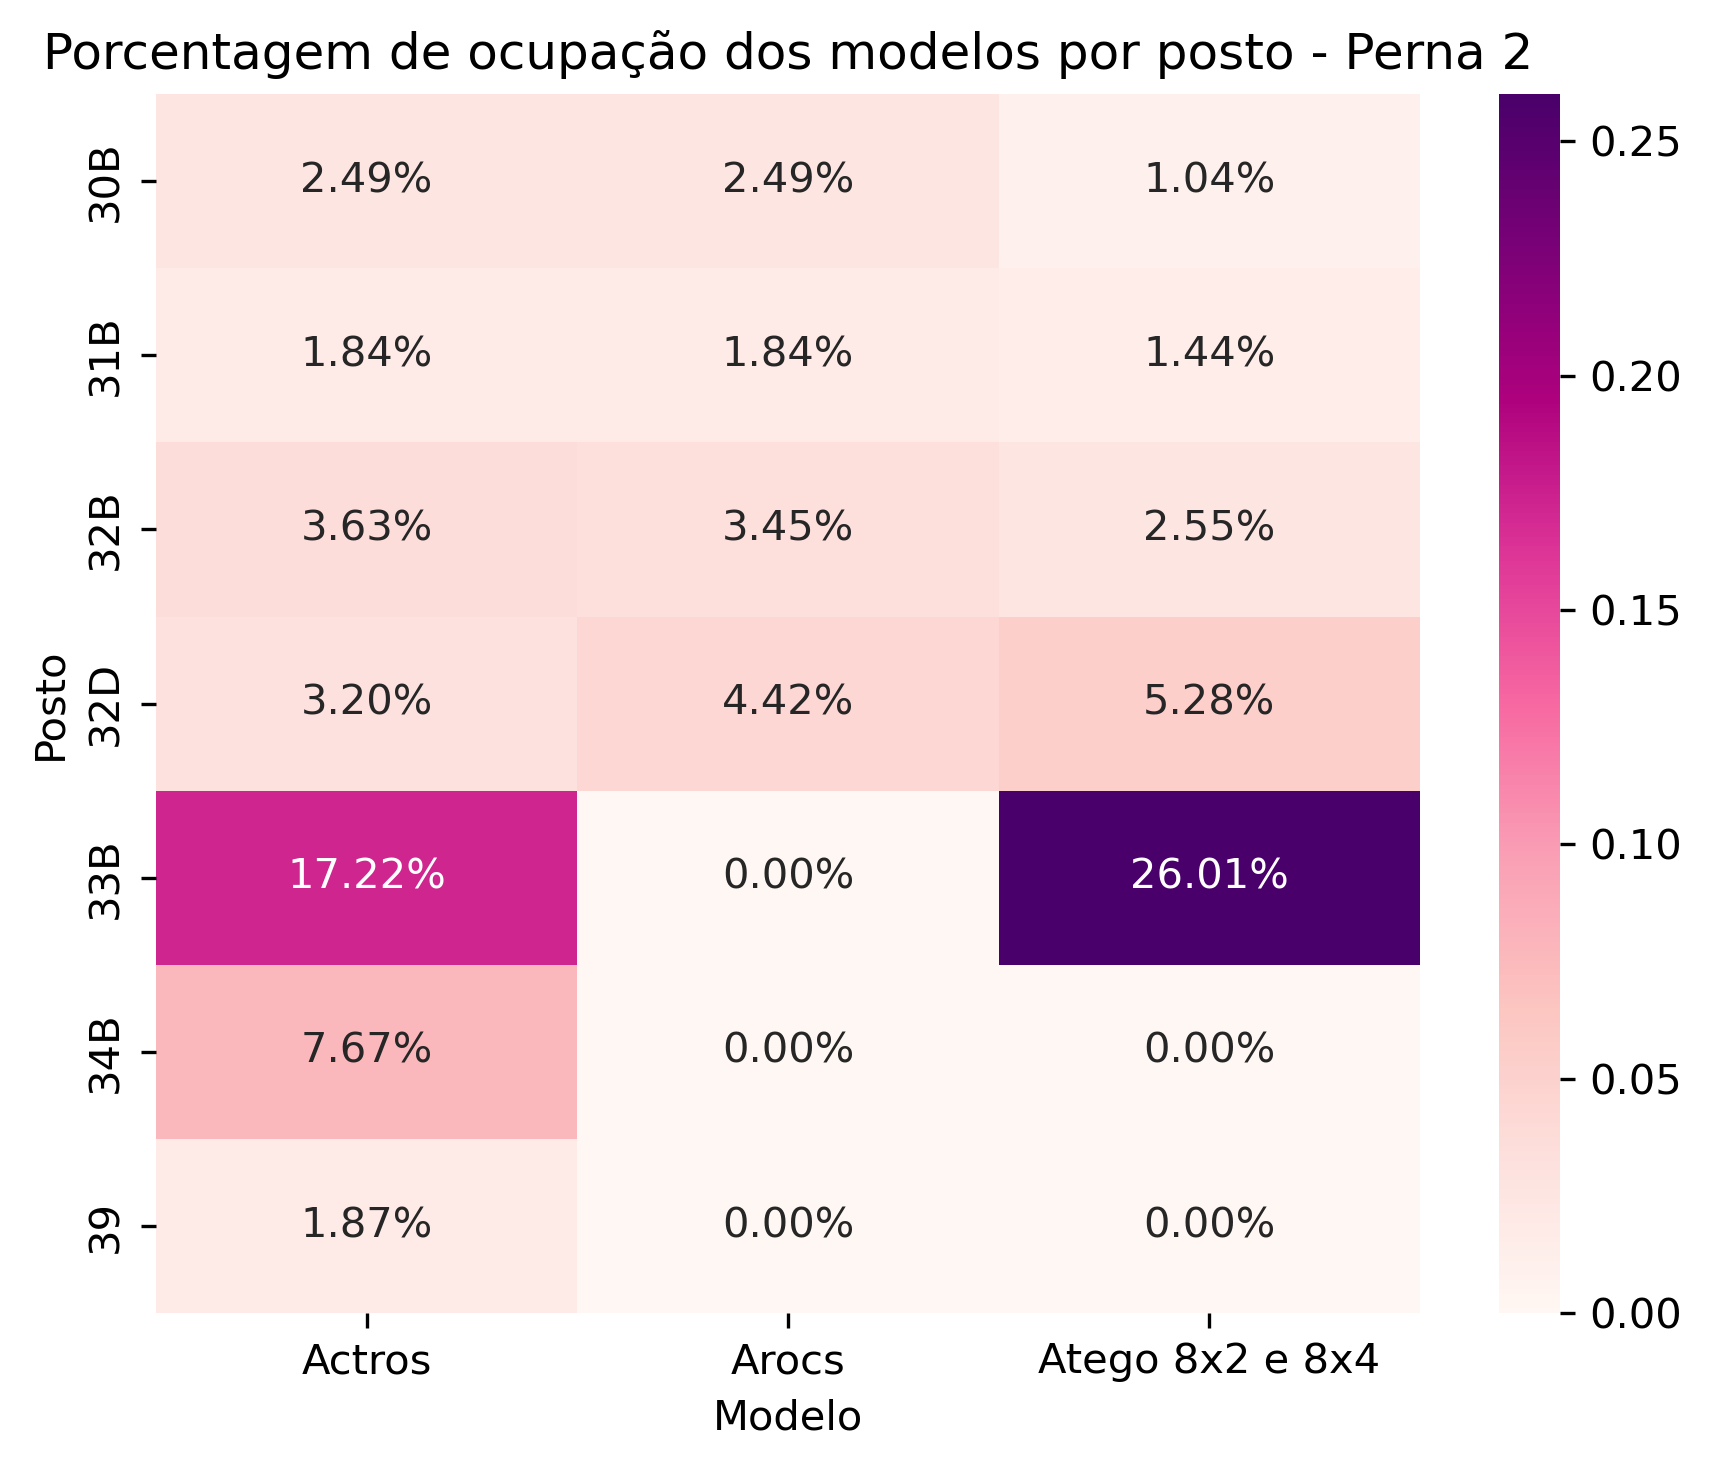 Porcentagem de ocupação dos modelos por posto - Perna 2
30B 2.49% 2.49% 1.04%
31B 1.84% 1.84% 1.44%
32B 3.63% 3.45% 2.55%
32D 3.20% 4.42% 5.28%
33B 17.22% 0.00% 26.01%
34B 7.67% 0.00% 0.00%
39 1.87% 0.00% 0.00%
Posto
Actros Arocs Atego 8x2 e 8x4
Modelo
0.25
0.20
0.15
0.10
0.05
0.00